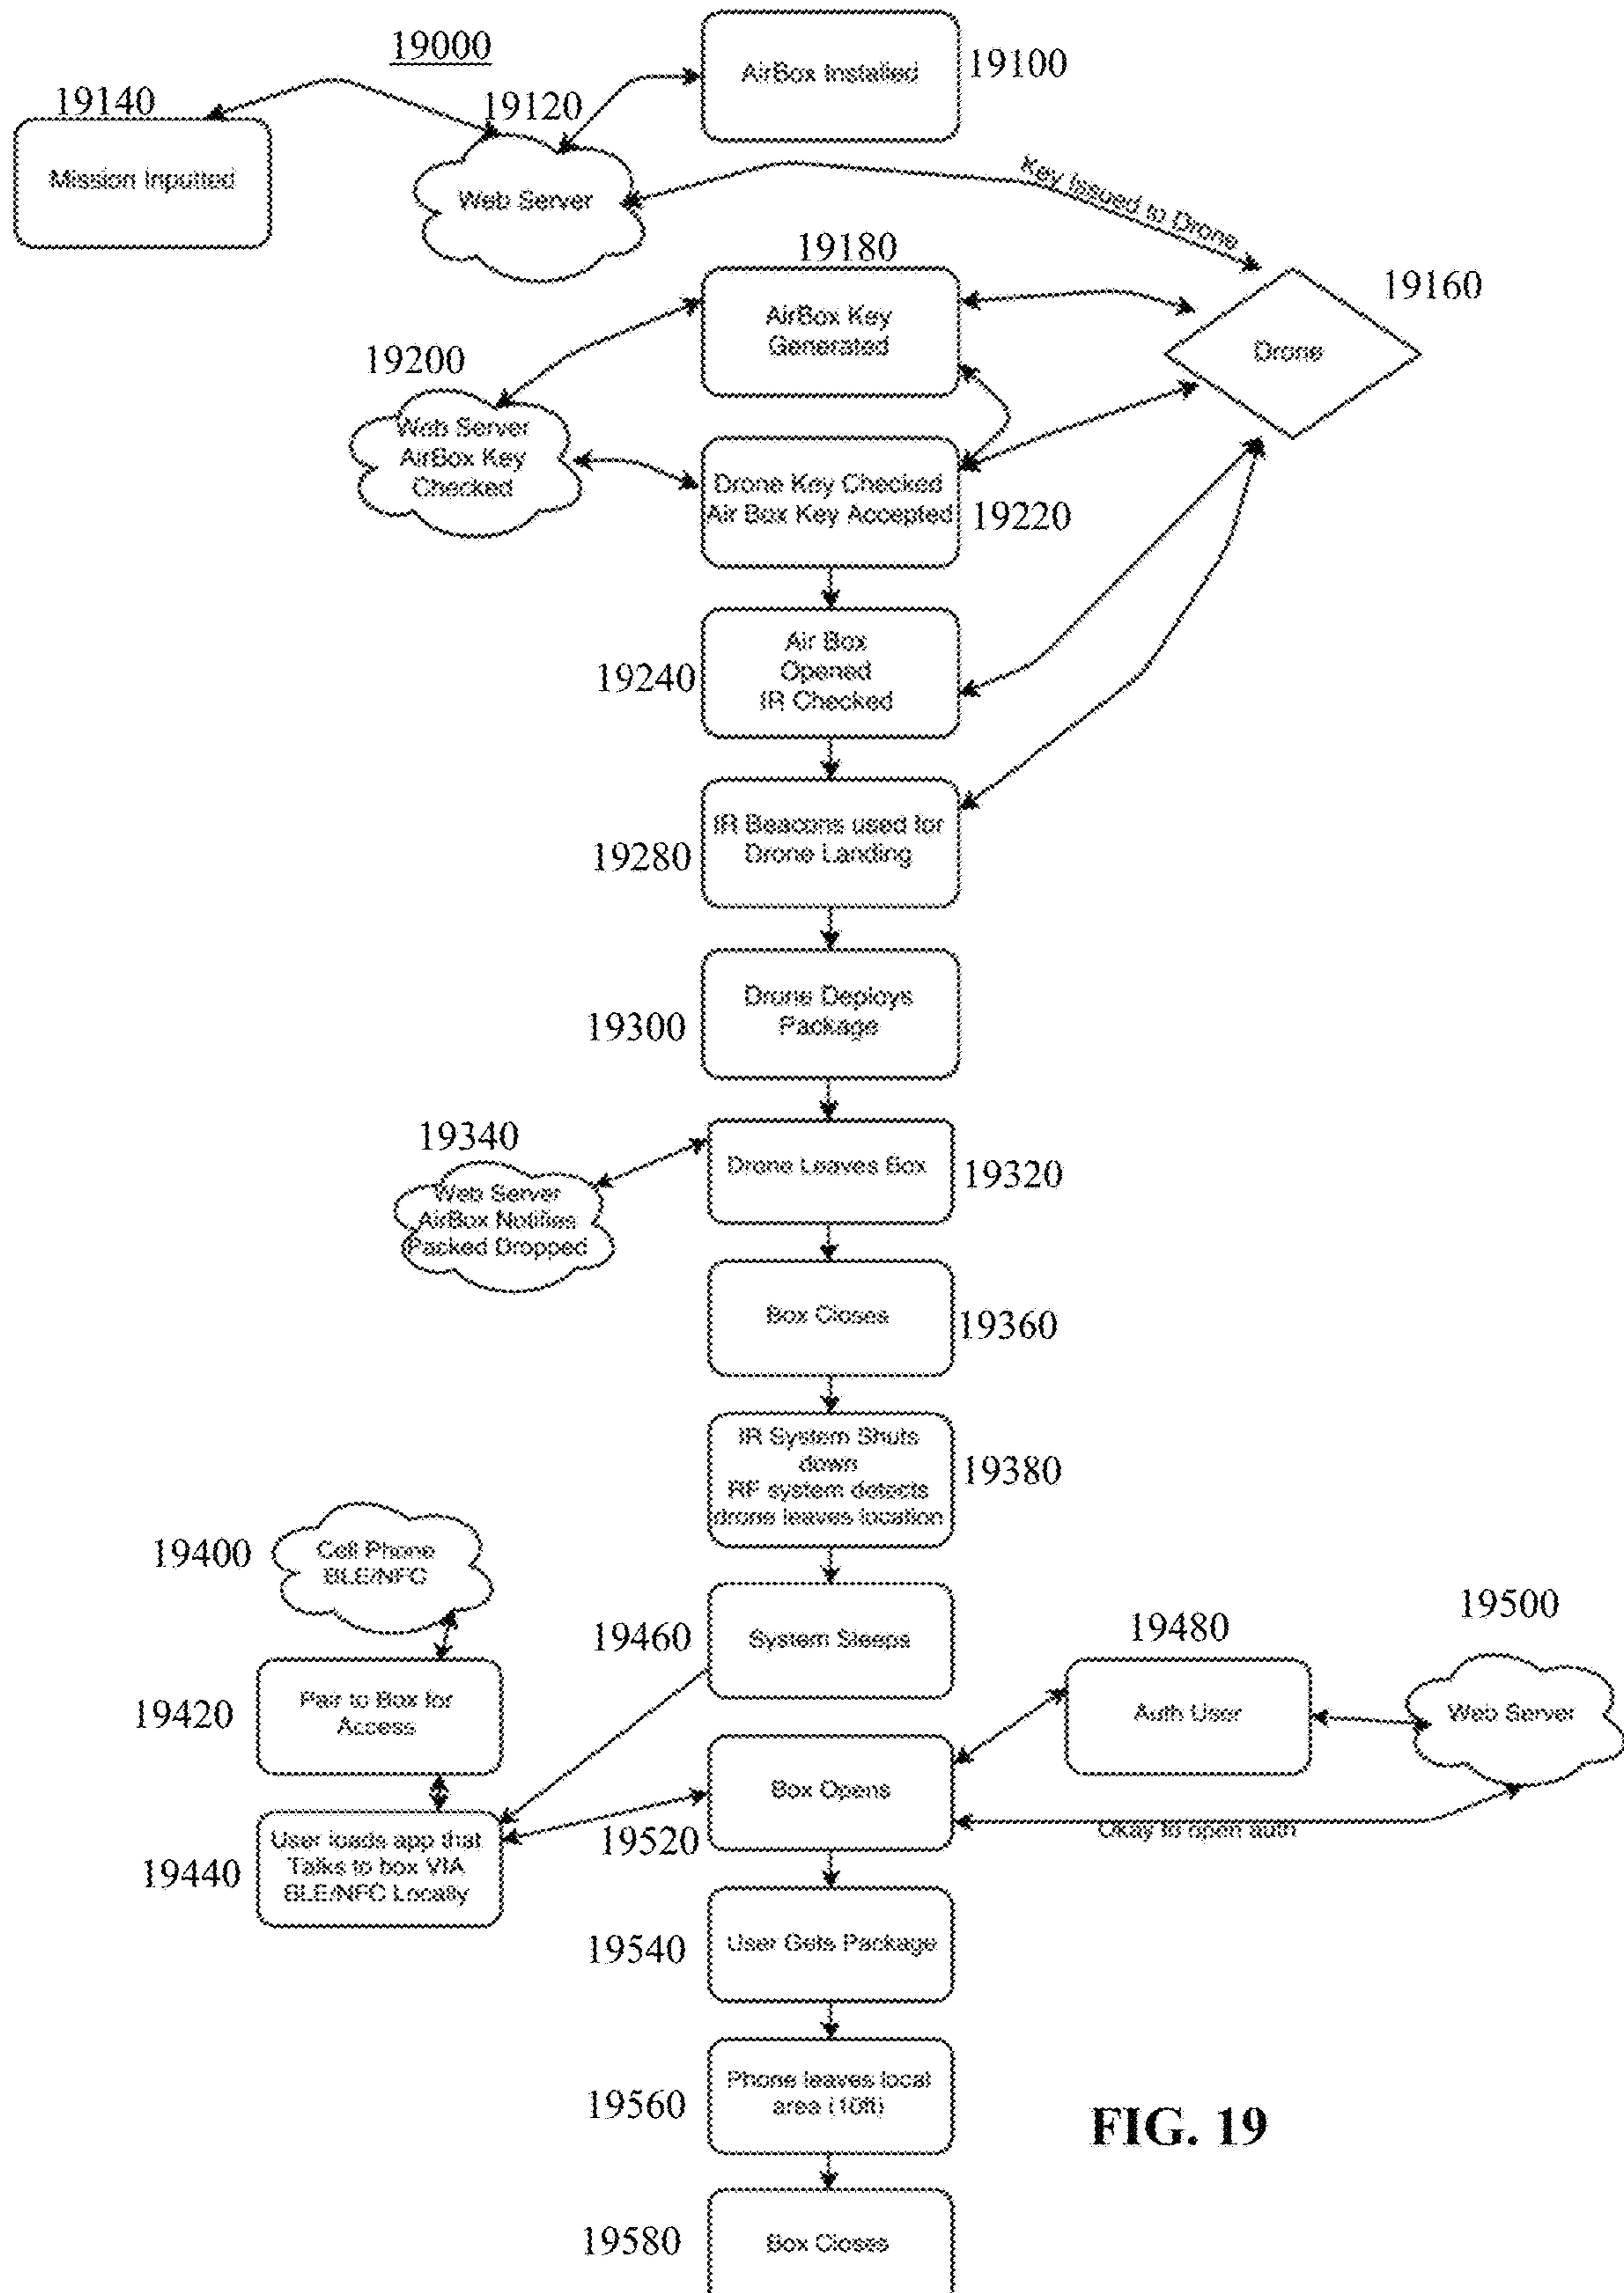 19000
AirBox Installed
19100
19140
19120
Mission Inputted
Web Server
Key Issued to Drone
19180
19160
AirBox Key
Generated
Drone
19200
Web Server
AirBox Key
Checked
Drone Key Checked
Air Box Key Accepted
19220
Air Box
Opened
IR Checked
19240
IR Beacons used for
Drone Landing
19280
Drone Deploys
Package
19300
19340
Web Server
AirBox Notifies
Packed Dropped
Drone Leaves Box
19320
Box Closes
19360
IR System Shuts
down
RF system detects
drone leaves location
19380
19400
Cell Phone
BLE/NFC
19460
System Sleeps
19480
19500
19420
Pair to Box for
Access
Auth User
Web Server
Box Opens
19520
Okay to open auth
19440
User loads app that
Talks to box VIA
BLE/NFC Locally
19540
User Gets Package
19560
Phone leaves local
area (10ft)
FIG. 19
19580
Box Closes